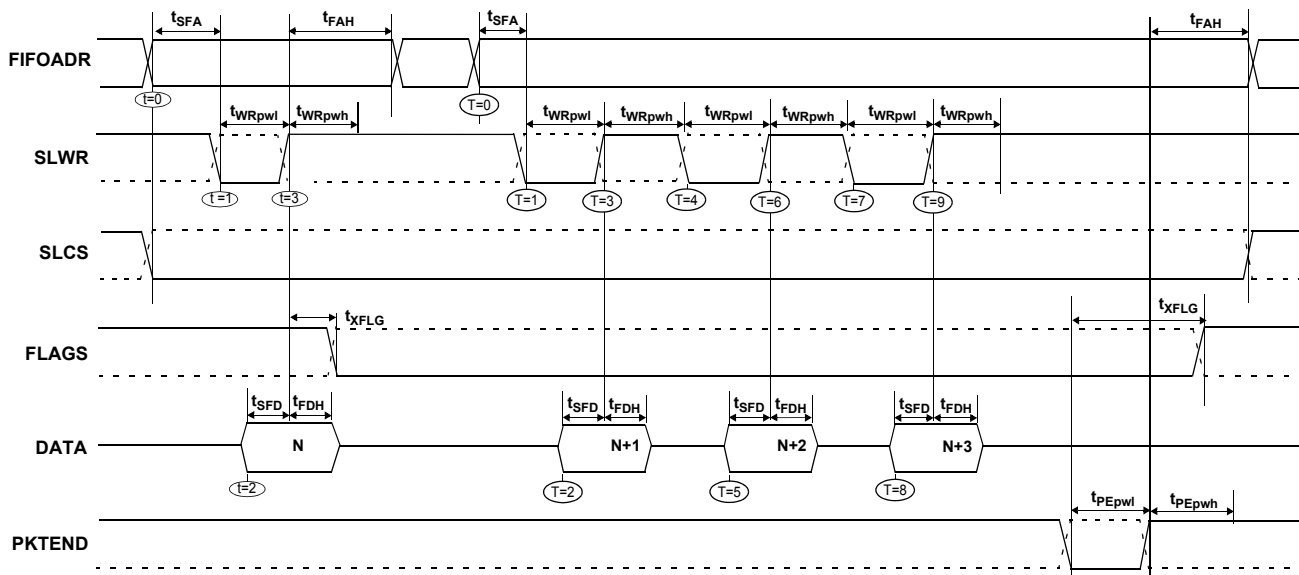 tSFA tFAH tSFA tFAH
FIFOADR
t=0 T=0
tWRpwl tWRpwh tWRpwl tWRpwh tWRpwl tWRpwh tWRpwl tWRpwh
SLWR
t =1 t=3 T=1 T=3 T=4 T=6 T=7 T=9
SLCS
tXFLG tXFLG
FLAGS
tSFD tFDH tSFD tFDH tSFD tFDH tSFD tFDH
DATA N N+1 N+2 N+3
t=2 T=2 T=5 T=8
tPEpwl tPEpwh
PKTEND